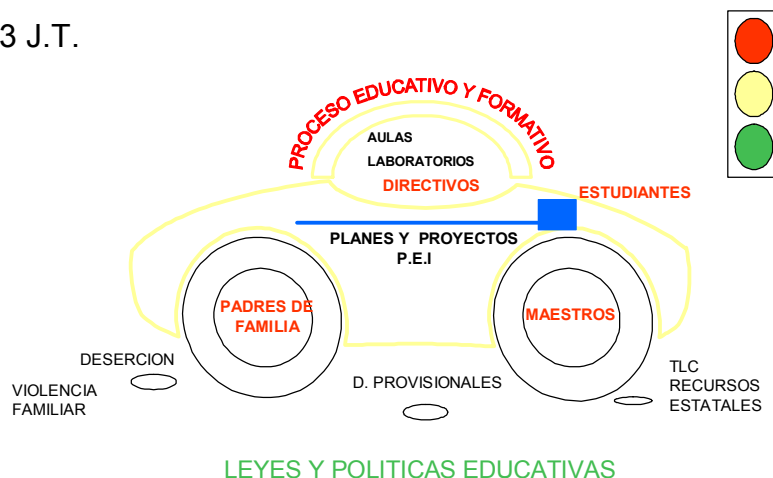 3 J.T.
PROCESO EDUCATIVO Y FORMATIVO
AULAS
LABORATORIOS
DIRECTIVOS
ESTUDIANTES
PLANES Y PROYECTOS
P.E.I
PADRES DE
FAMILIA
MAESTROS
DESERCION
VIOLENCIA
FAMILIAR
D. PROVISIONALES
TLC
RECURSOS
ESTATALES
LEYES Y POLITICAS EDUCATIVAS